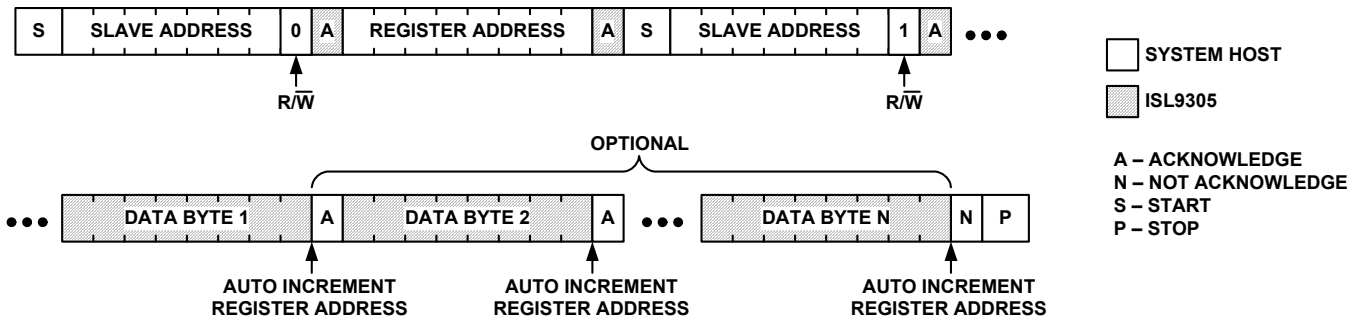 S SLAVE ADDRESS 0 A REGISTER ADDRESS A S SLAVE ADDRESS 1 A •••
R/W̅ R/W̅
SYSTEM HOST
ISL9305
OPTIONAL
A – ACKNOWLEDGE
N – NOT ACKNOWLEDGE
S – START
P – STOP
••• DATA BYTE 1 A DATA BYTE 2 A ••• DATA BYTE N N P
AUTO INCREMENT
REGISTER ADDRESS
AUTO INCREMENT
REGISTER ADDRESS
AUTO INCREMENT
REGISTER ADDRESS